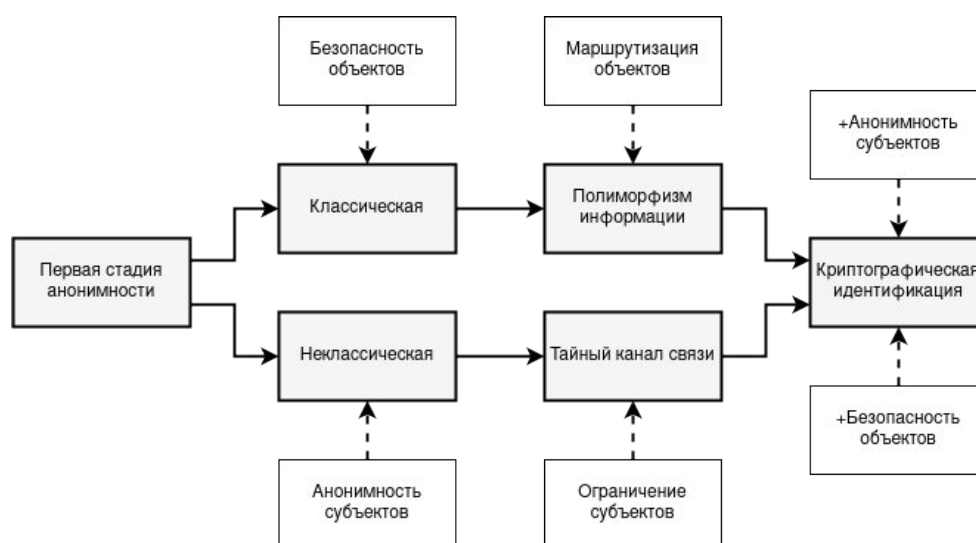 Безопасность
объектов
Маршрутизация
объектов
+Анонимность
субъектов
Классическая
Полиморфизм
информации
Первая стадия
анонимности
Криптографическая
идентификация
Неклассическая
Тайный канал связи
+Безопасность
объектов
Анонимность
субъектов
Ограничение
субъектов